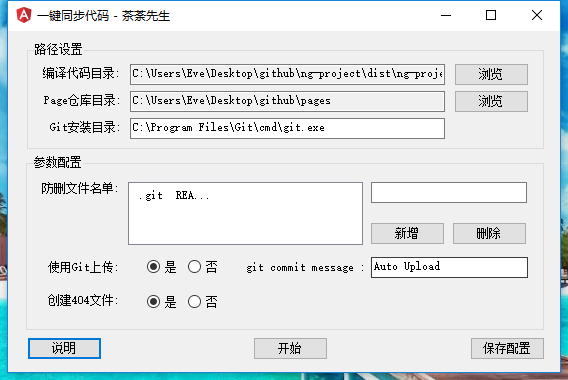 一键同步代码 - 荼荼先生
路径设置
编译代码目录: C:\Users\Eve\Desktop\github\ng-project\dist\ng-proje 浏览
Page仓库目录: C:\Users\Eve\Desktop\github\pages 浏览
Git安装目录: C:\Program Files\Git\cmd\git.exe
参数配置
防删文件名单: .git REA...
新增 删除
使用Git上传: 是 否 git commit message : Auto Upload
创建404文件: 是 否
说明 开始 保存配置